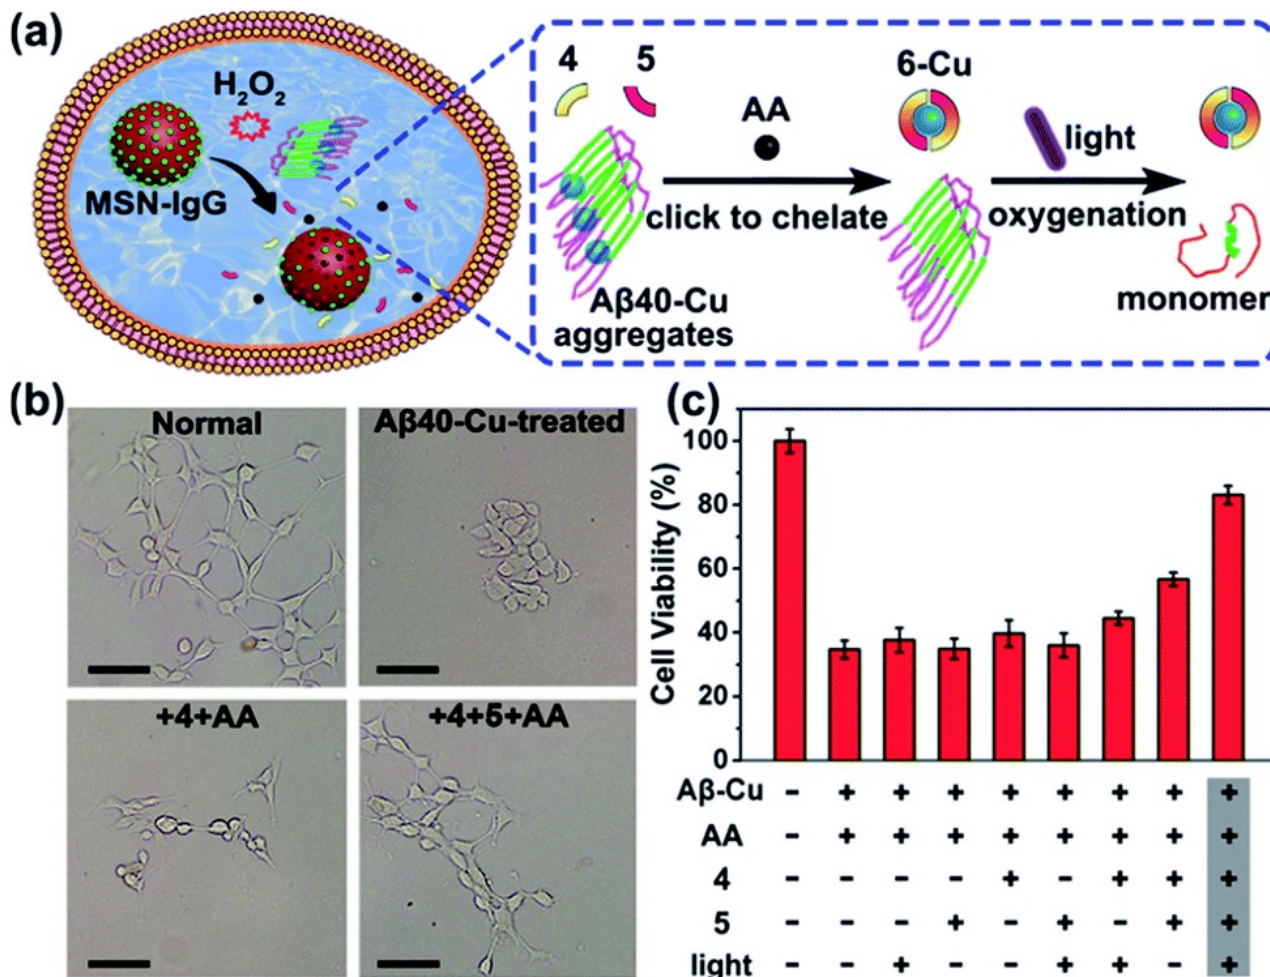 (a)
H₂O₂
MSN-IgG
4 5
AA
6-Cu
light
click to chelate
oxygenation
Aβ40-Cu
aggregates
monomer
(b)
Normal
Aβ40-Cu-treated
+4+AA
+4+5+AA
(c)
Cell Viability (%)
100
80
60
40
20
0
Aβ-Cu - + + + + + + + +
AA - + + + + + + + +
4 - - - - + - + + +
5 - - - + - + - + +
light - - + - - + + - +